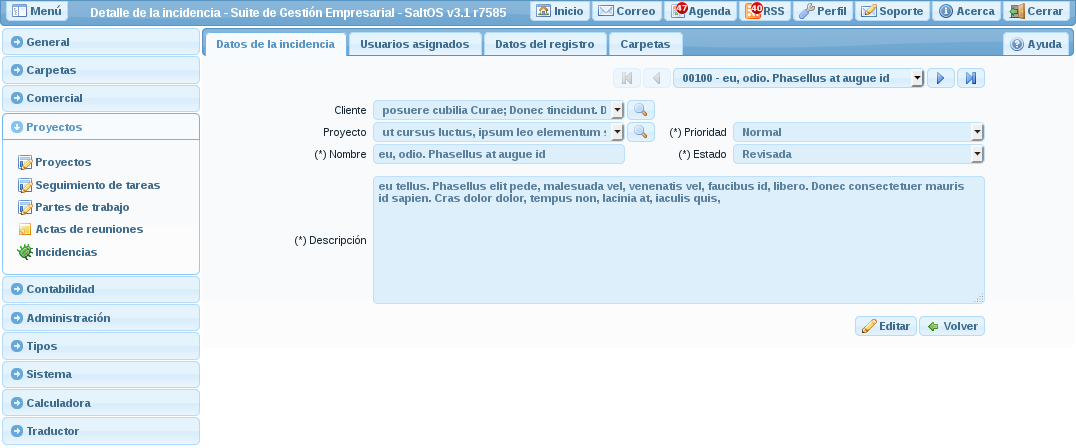 Menú
Detalle de la incidencia - Suite de Gestión Empresarial - SaltOS v3.1 r7585
Inicio
Correo
47
Agenda
40
RSS
Perfil
Soporte
Acerca
Cerrar
General
Carpetas
Comercial
Proyectos
Proyectos
Seguimiento de tareas
Partes de trabajo
Actas de reuniones
Incidencias
Contabilidad
Administración
Tipos
Sistema
Calculadora
Traductor
Datos de la incidencia
Usuarios asignados
Datos del registro
Carpetas
Ayuda
00100 - eu, odio. Phasellus at augue id
Cliente
posuere cubilia Curae; Donec tincidunt. D
Proyecto
ut cursus luctus, ipsum leo elementum s
(*) Prioridad
Normal
(*) Nombre
eu, odio. Phasellus at augue id
(*) Estado
Revisada
(*) Descripción
eu tellus. Phasellus elit pede, malesuada vel, venenatis vel, faucibus id, libero. Donec consectetuer mauris
id sapien. Cras dolor dolor, tempus non, lacinia at, iaculis quis,
Editar
Volver